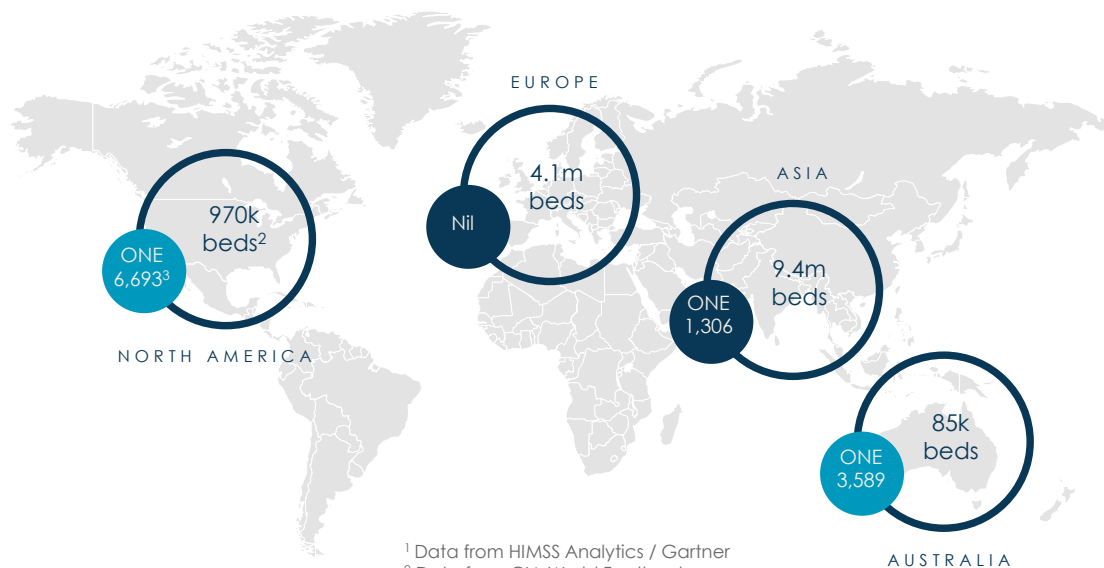 EUROPE
4.1m
beds
Nil
ASIA
9.4m
beds
ONE
1,306
970k
beds²
ONE
6,693³
NORTH AMERICA
85k
beds
ONE
3,589
AUSTRALIA
¹ Data from HIMSS Analytics / Gartner